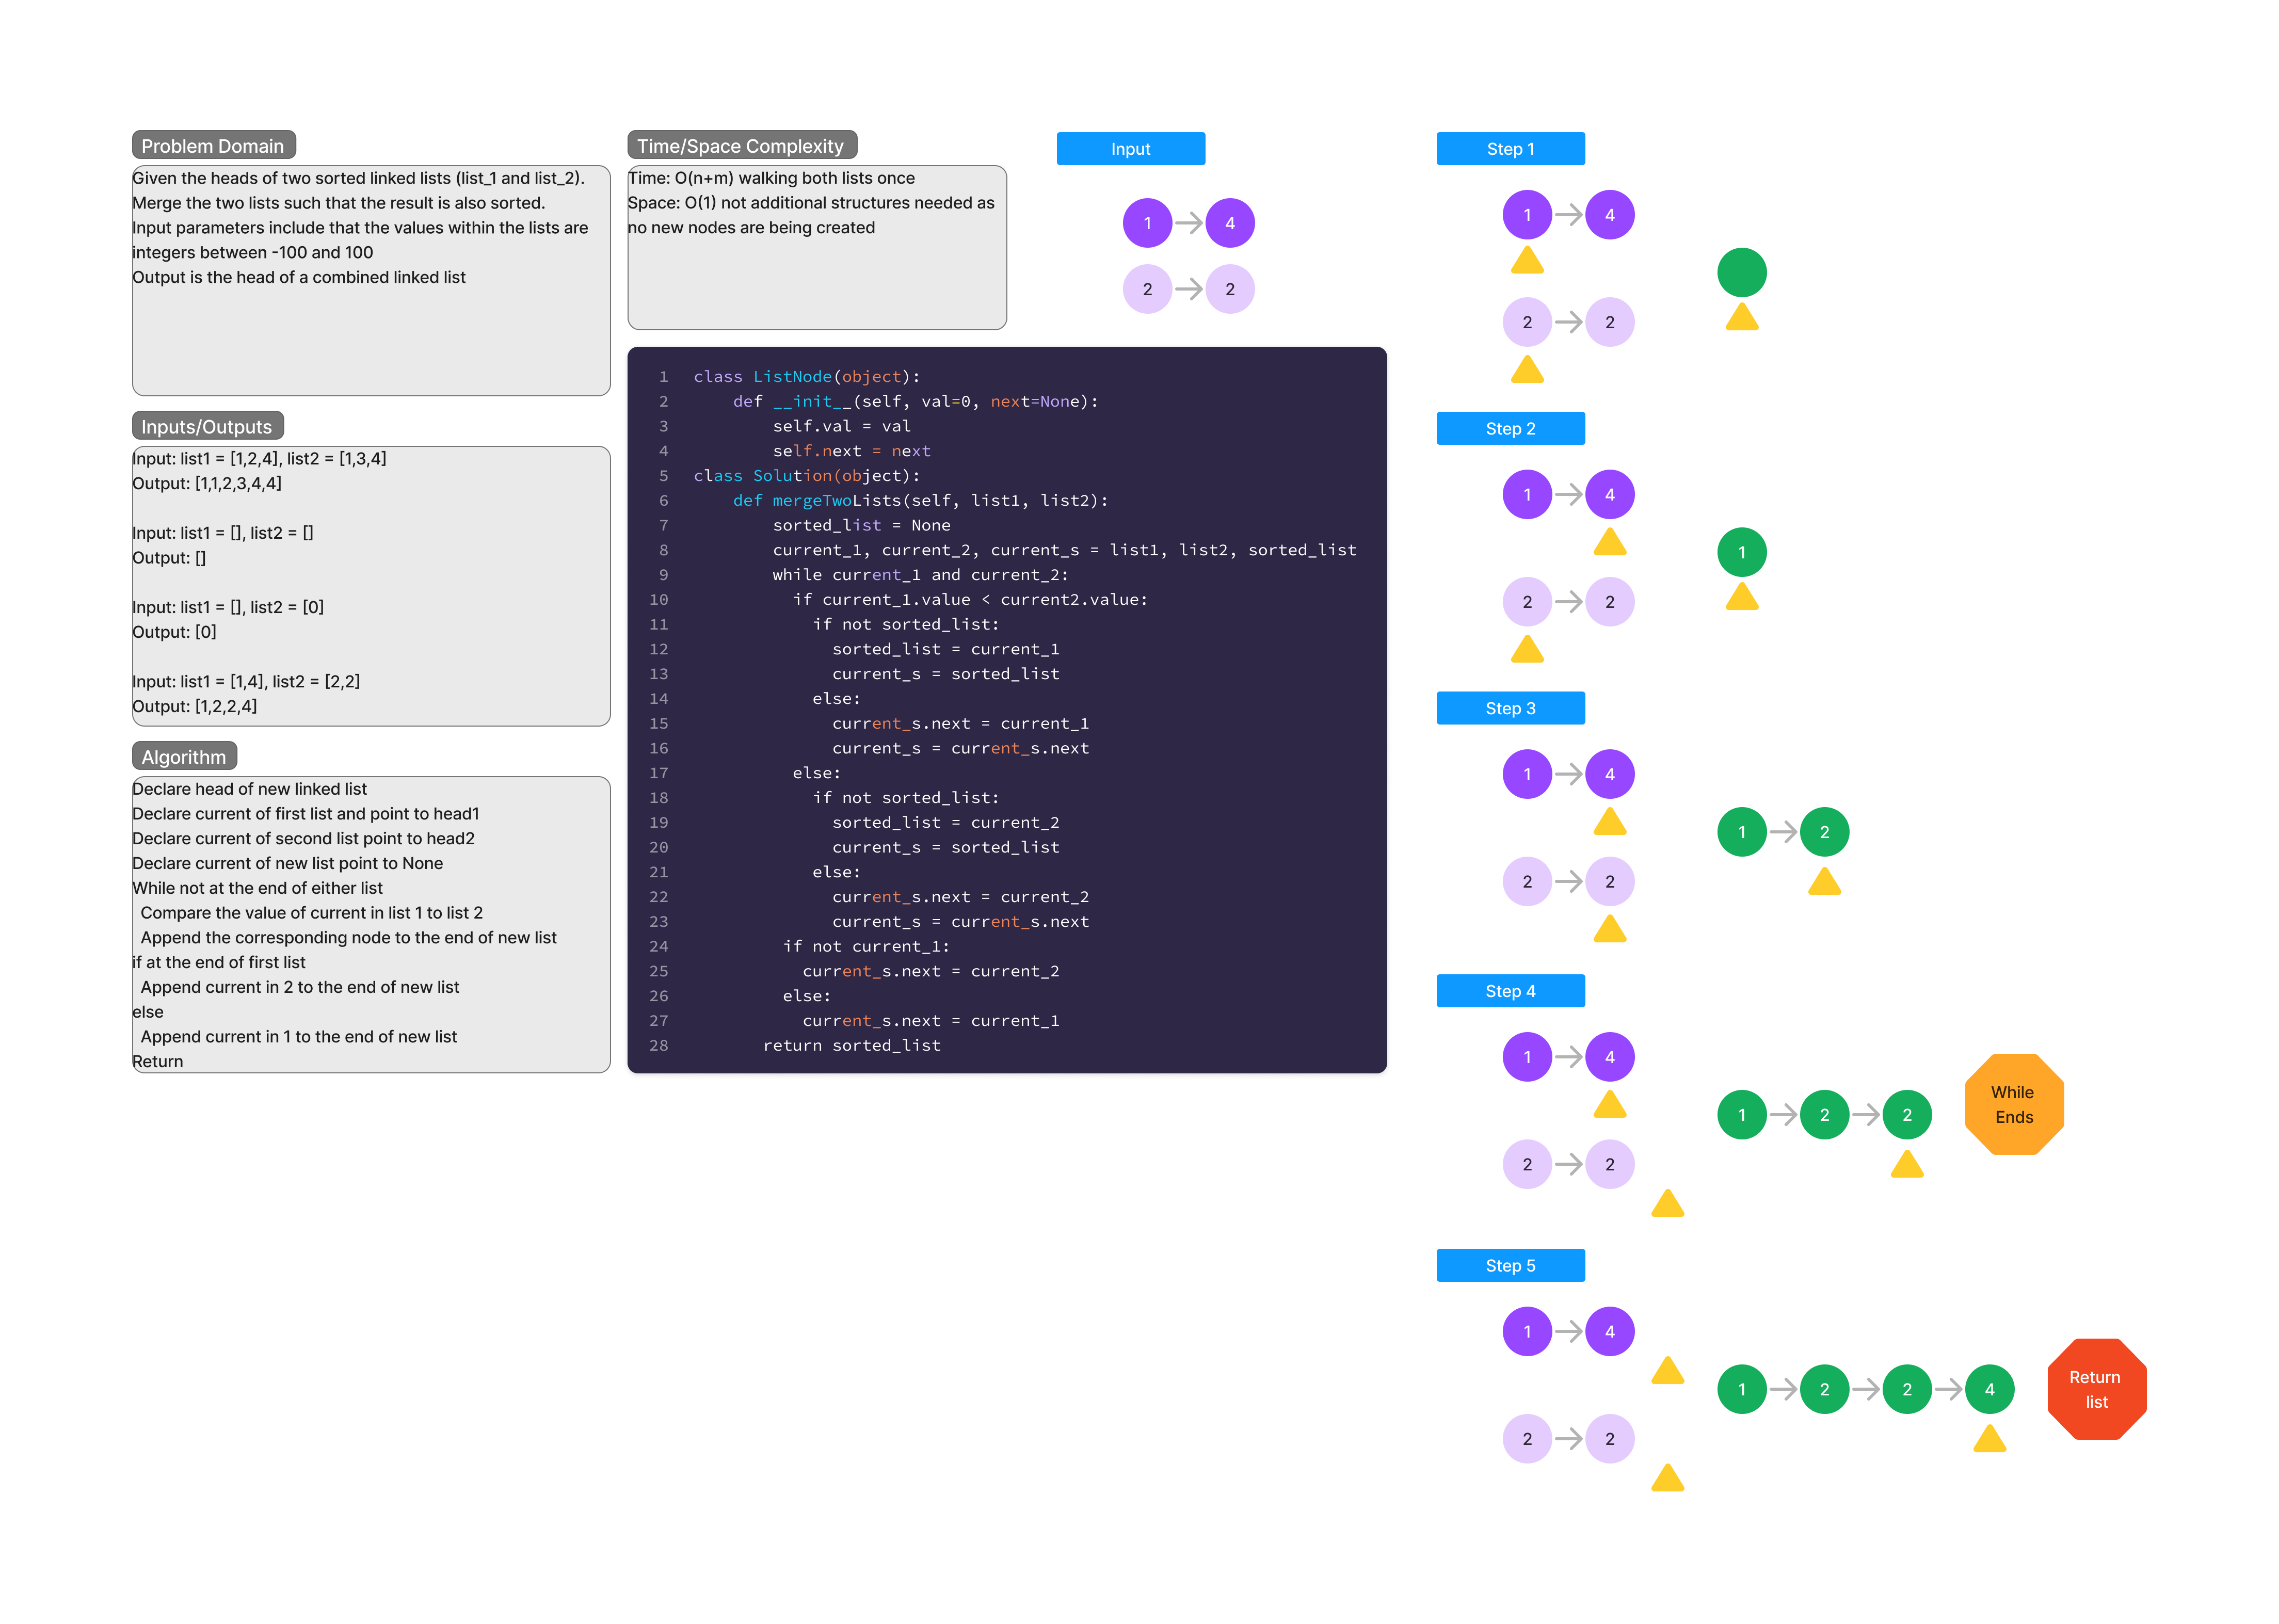 Problem Domain
Given the heads of two sorted linked lists (list_1 and list_2).
Merge the two lists such that the result is also sorted.
Input parameters include that the values within the lists are
integers between -100 and 100
Output is the head of a combined linked list
Inputs/Outputs
Input: list1 = [1,2,4], list2 = [1,3,4]
Output: [1,1,2,3,4,4]
Input: list1 = [], list2 = []
Output: []
Input: list1 = [], list2 = [0]
Output: [0]
Input: list1 = [1,4], list2 = [2,2]
Output: [1,2,2,4]
Algorithm
Declare head of new linked list
Declare current of first list and point to head1
Declare current of second list point to head2
Declare current of new list point to None
While not at the end of either list
Compare the value of current in list 1 to list 2
Append the corresponding node to the end of new list
if at the end of first list
Append current in 2 to the end of new list
else
Append current in 1 to the end of new list
Return
Time/Space Complexity
Time: O(n+m) walking both lists once
Space: O(1) not additional structures needed as
no new nodes are being created
1 class ListNode(object):
2     def __init__(self, val=0, next=None):
3         self.val = val
4         self.next = next
5 class Solution(object):
6     def mergeTwoLists(self, list1, list2):
7         sorted_list = None
8         current_1, current_2, current_s = list1, list2, sorted_list
9         while current_1 and current_2:
10           if current_1.value < current2.value:
11             if not sorted_list:
12               sorted_list = current_1
13               current_s = sorted_list
14             else:
15               current_s.next = current_1
16               current_s = current_s.next
17           else:
18             if not sorted_list:
19               sorted_list = current_2
20               current_s = sorted_list
21             else:
22               current_s.next = current_2
23               current_s = current_s.next
24          if not current_1:
25            current_s.next = current_2
26          else:
27            current_s.next = current_1
28        return sorted_list
Input
1 4
2 2
Step 1
1 4
2 2
Step 2
1 4
1
2 2
Step 3
1 4
1 2
2 2
Step 4
1 4
1 2 2
While
Ends
2 2
Step 5
1 4
1 2 2 4
Return
list
2 2